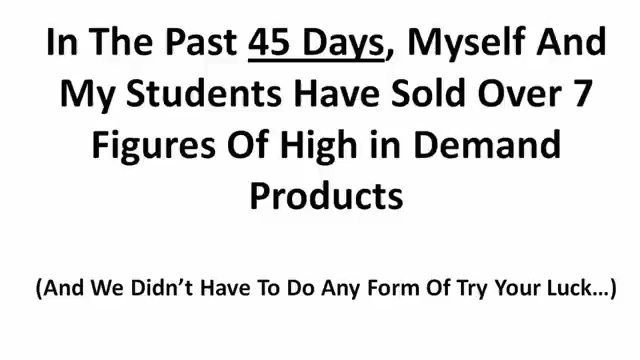 In The Past 45 Days, Myself And
My Students Have Sold Over 7
Figures Of High in Demand
Products
(And We Didn’t Have To Do Any Form Of Try Your Luck…)